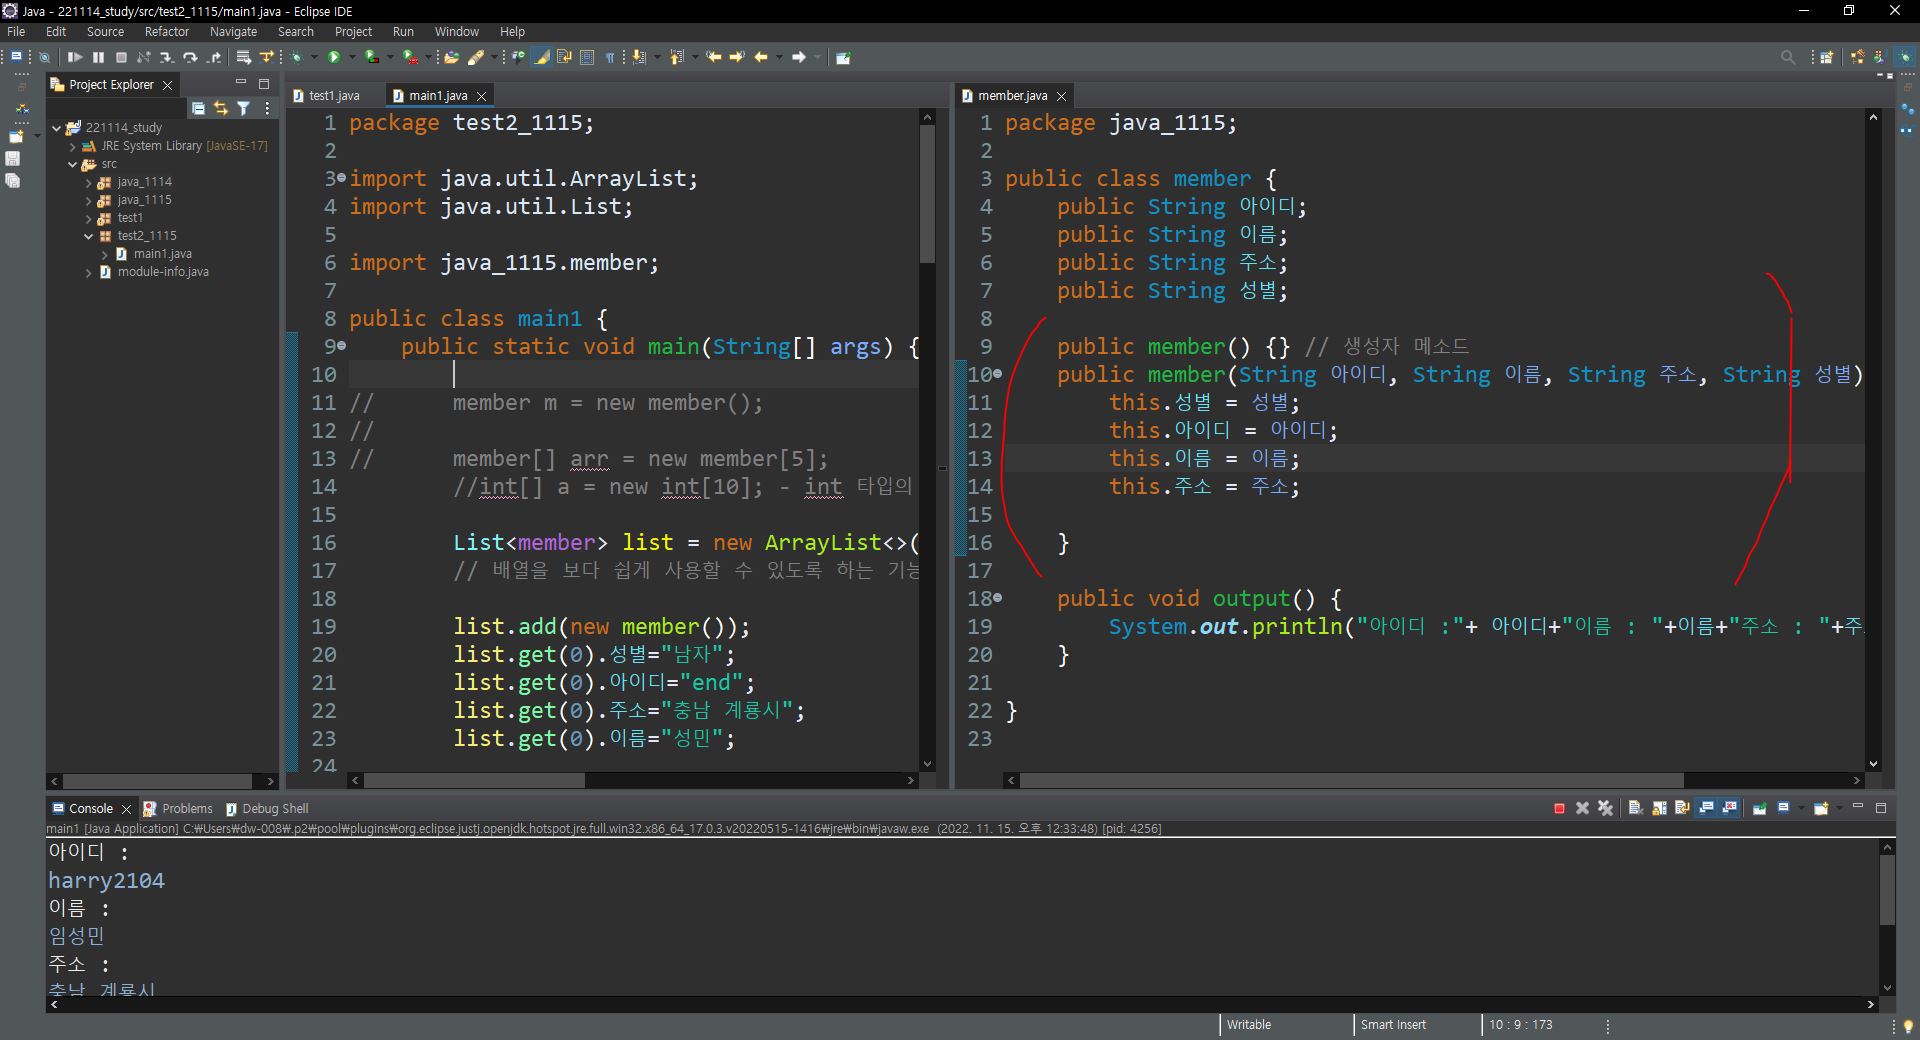 Java - 221114_study/src/test2_1115/main1.java - Eclipse IDE
File Edit Source Refactor Navigate Search Project Run Window Help
Project Explorer
221114_study
JRE System Library [JavaSE-17]
src
java_1114
java_1115
test1
test2_1115
main1.java
module-info.java
test1.java main1.java
1 package test2_1115;
2
3 import java.util.ArrayList;
4 import java.util.List;
5
6 import java_1115.member;
7
8 public class main1 {
9 public static void main(String[] args) {
10
11 // member m = new member();
12 //
13 // member[] arr = new member[5];
14 //int[] a = new int[10]; - int 타입의
15
16 List<member> list = new ArrayList<>(
17 // 배열을 보다 쉽게 사용할 수 있도록 하는 기능
18
19 list.add(new member());
20 list.get(0).성별="남자";
21 list.get(0).아이디="end";
22 list.get(0).주소="충남 계룡시";
23 list.get(0).이름="성민";
24
member.java
1 package java_1115;
2
3 public class member {
4 public String 아이디;
5 public String 이름;
6 public String 주소;
7 public String 성별;
8
9 public member() {} // 생성자 메소드
10 public member(String 아이디, String 이름, String 주소, String 성별)
11 this.성별 = 성별;
12 this.아이디 = 아이디;
13 this.이름 = 이름;
14 this.주소 = 주소;
15
16 }
17
18 public void output() {
19 System.out.println("아이디 :"+ 아이디+"이름 : "+이름+"주소 : "+주
20 }
21
22 }
23
Console Problems Debug Shell
main1 [Java Application] C:₩Users₩dw-008₩.p2₩pool₩plugins₩org.eclipse.justj.openjdk.hotspot.jre.full.win32.x86_64_17.0.3.v20220515-1416₩jre₩bin₩javaw.exe (2022. 11. 15. 오후 12:33:48) [pid: 4256]
아이디 :
harry2104
이름 :
임성민
주소 :
충남 계룡시
Writable Smart Insert 10 : 9 : 173